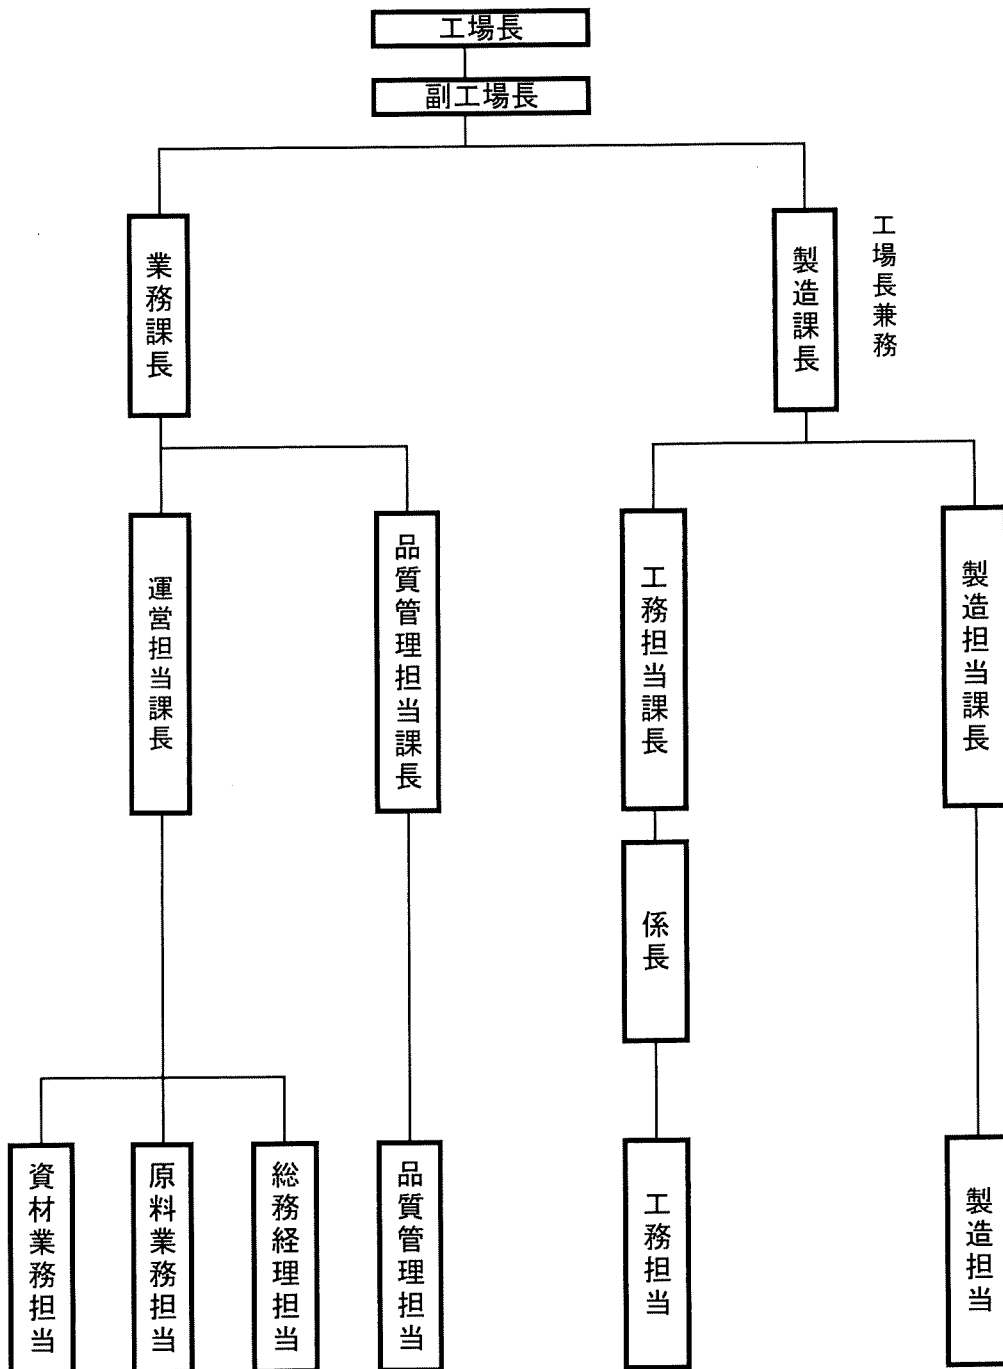 工場長
副工場長
業務課長
製造課長
工場長兼務
運営担当課長
品質管理担当課長
工務担当課長
製造担当課長
係長
資材業務担当
原料業務担当
総務経理担当
品質管理担当
工務担当
製造担当